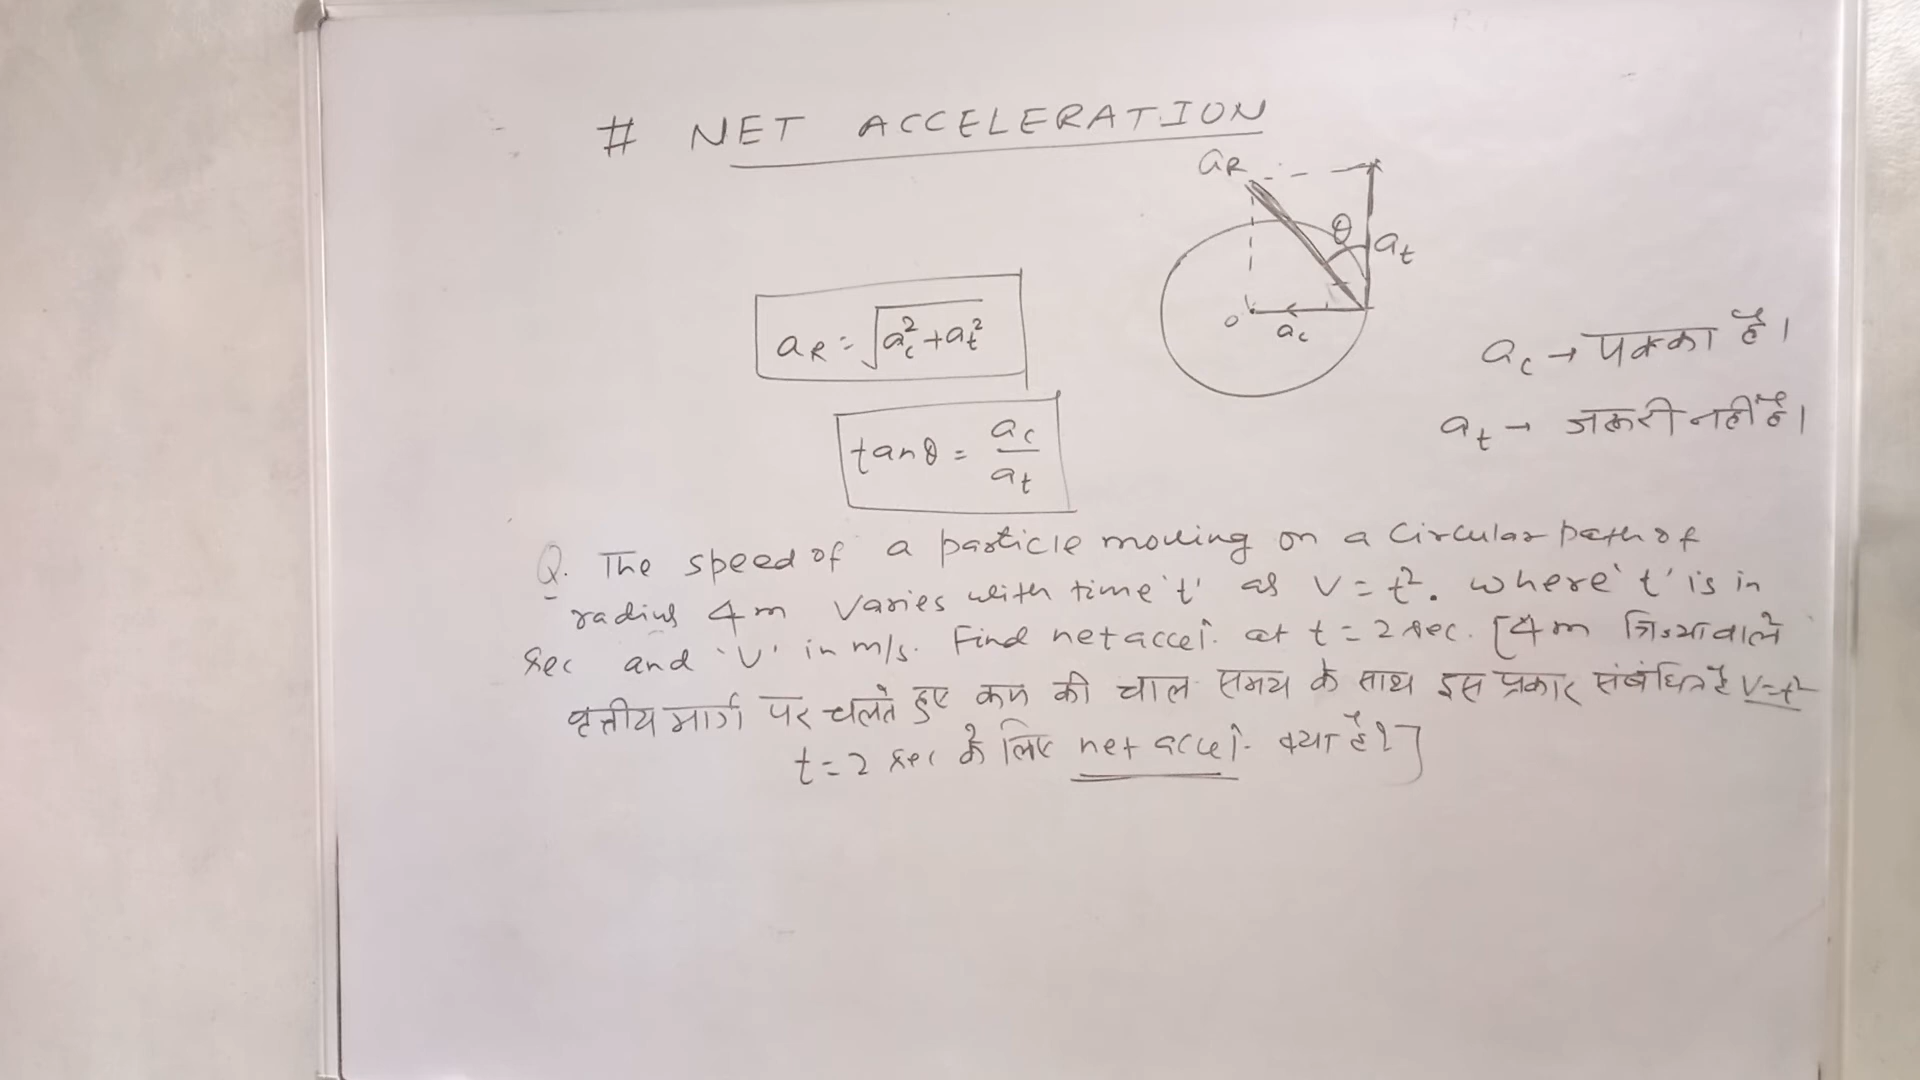 # NET ACCELERATION
aR
θ
at
o
ac
aR = √ac² + at²
ac → पक्का है।
at → जरूरी नहीं है।
tanθ = ac/at
Q. The speed of a particle moving on a circular path of
radius 4m varies with time 't' as V = t². where 't' is in
sec and 'V' in m/s. Find net accel. at t = 2 sec. [4m त्रिज्या वाले
वृत्तीय मार्ग पर चलते हुए कण की चाल समय के साथ इस प्रकार संबंधित है V=t²
t = 2 sec के लिए net accel. क्या है?]